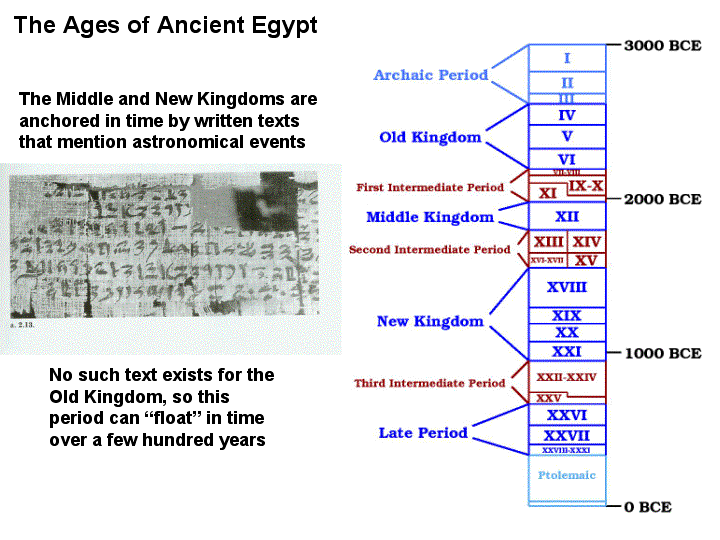 The Ages of Ancient Egypt
The Middle and New Kingdoms are
anchored in time by written texts
that mention astronomical events
a. 2.13.
No such text exists for the
Old Kingdom, so this
period can “float” in time
over a few hundred years
3000 BCE
Archaic Period
I
II
III
Old Kingdom
IV
V
VI
First Intermediate Period
VII-VIII
XI
IX-X
2000 BCE
Middle Kingdom
XII
Second Intermediate Period
XIII
XIV
XVI-XVII
XV
New Kingdom
XVIII
XIX
XX
XXI
1000 BCE
Third Intermediate Period
XXII-XXIV
XXV
Late Period
XXVI
XXVII
XXVIII-XXXI
Ptolemaic
0 BCE